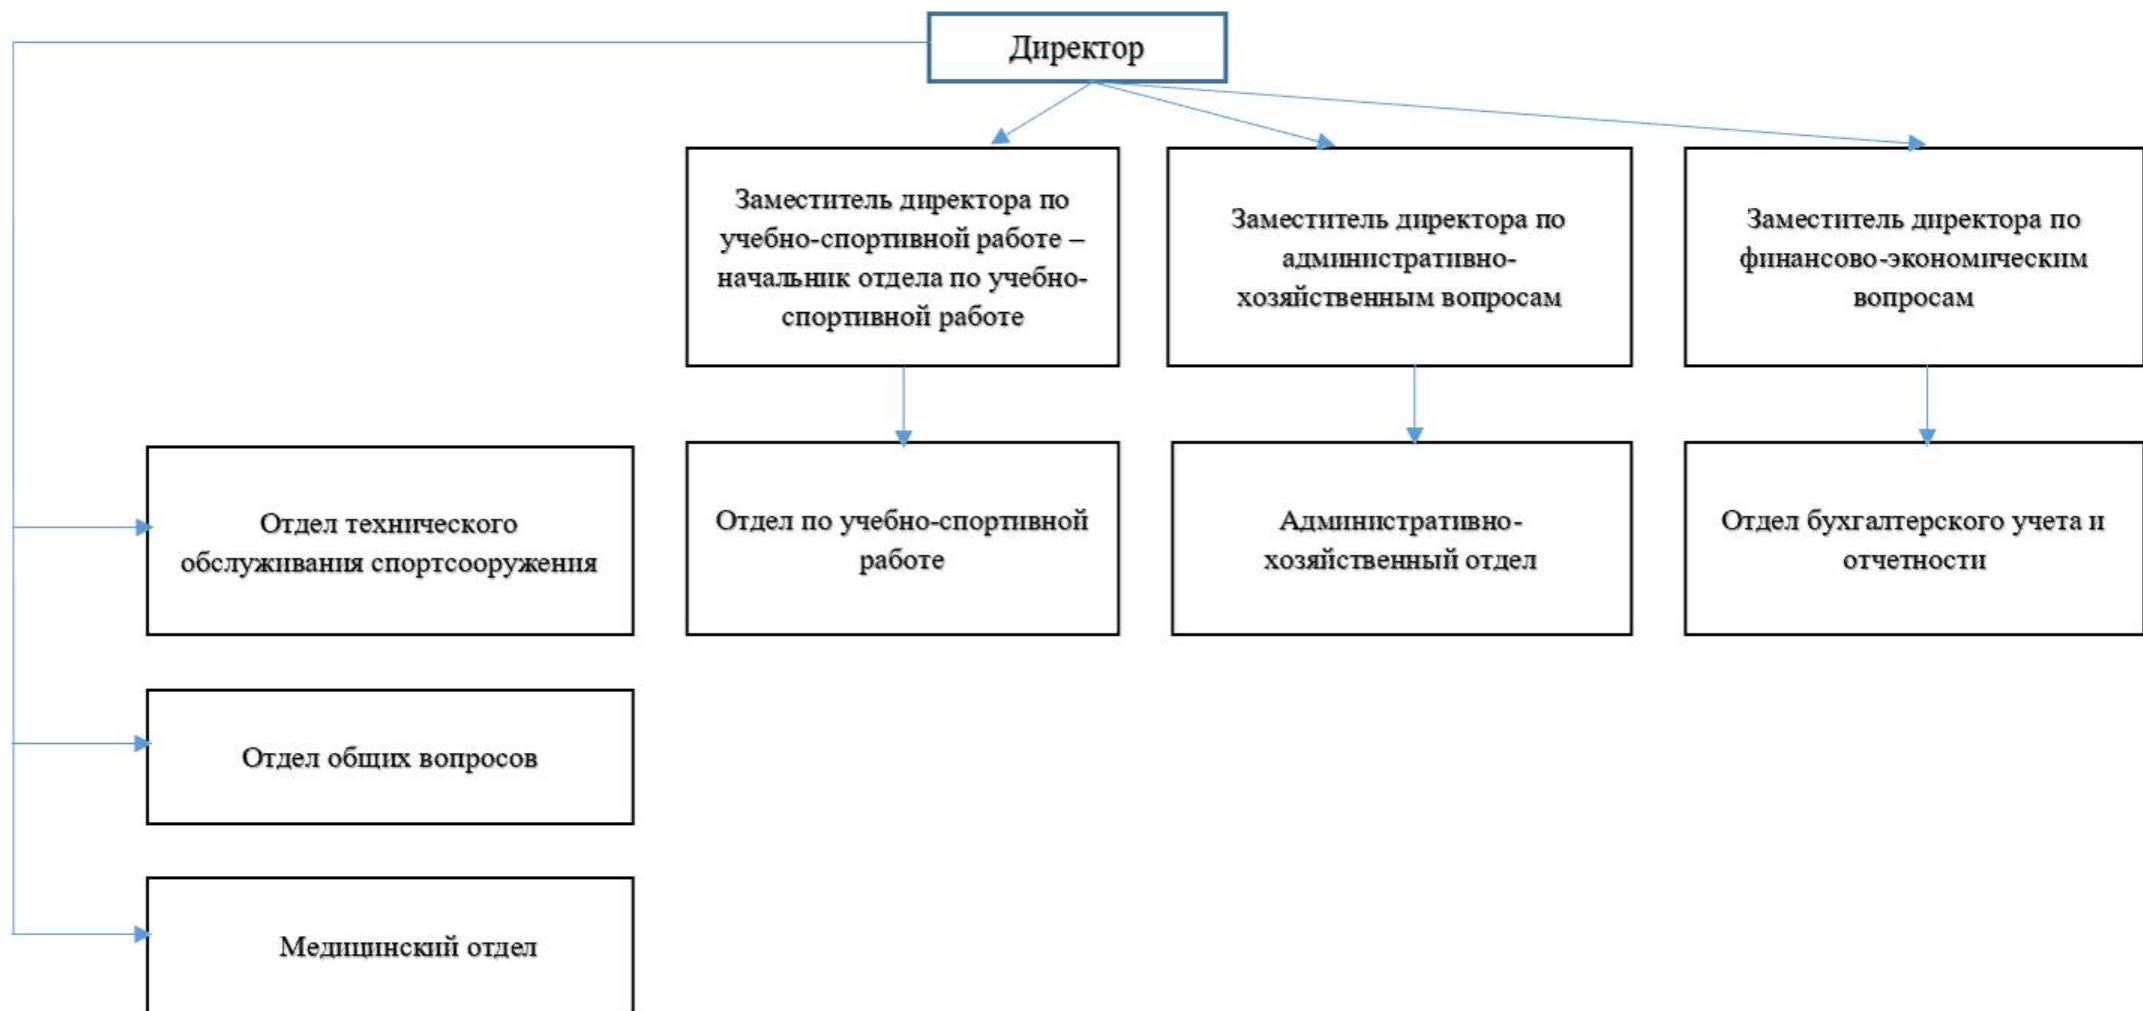 Директор
Заместитель директора по
учебно-спортивной работе –
начальник отдела по учебно-
спортивной работе
Заместитель директора по
административно-
хозяйственным вопросам
Заместитель директора по
финансово-экономическим
вопросам
Отдел технического
обслуживания спортсооружения
Отдел по учебно-спортивной
работе
Административно-
хозяйственный отдел
Отдел бухгалтерского учета и
отчетности
Отдел общих вопросов
Медицинский отдел